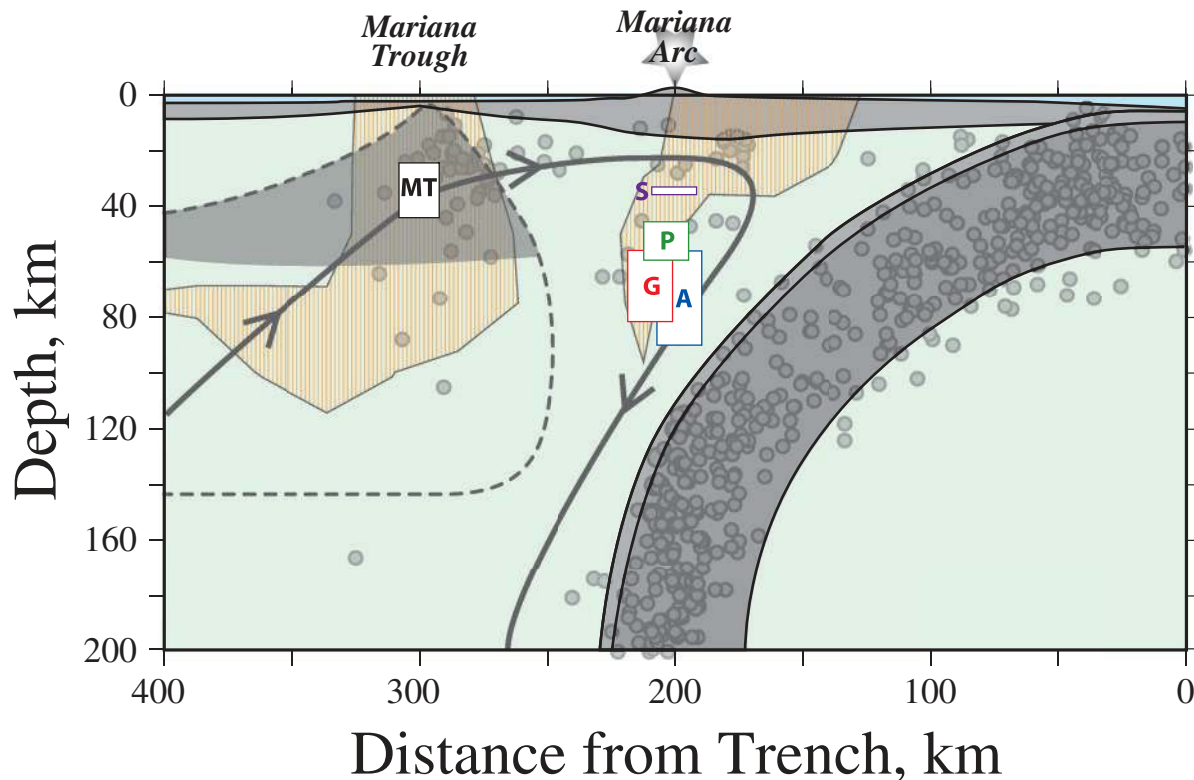 Mariana
Trough
Mariana
Arc
Depth, km
0
40
80
120
160
200
MT
S
P
G
A
400
300
200
100
0
Distance from Trench, km